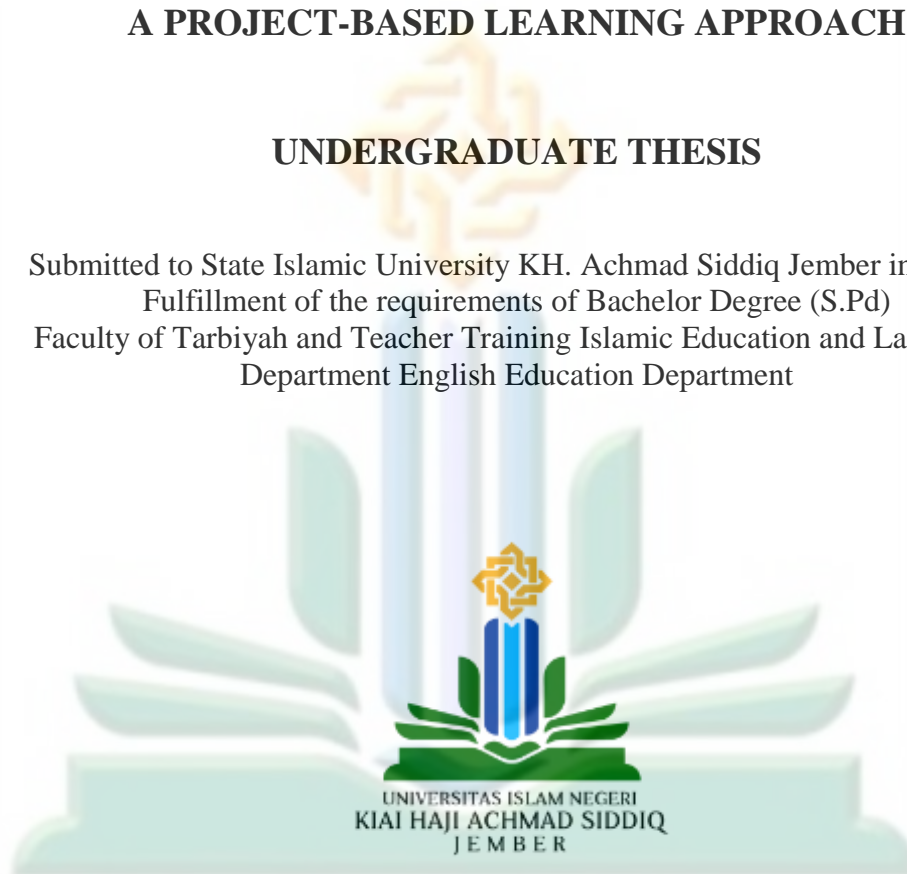 A PROJECT-BASED LEARNING APPROACH
UNDERGRADUATE THESIS
Submitted to State Islamic University KH. Achmad Siddiq Jember in
Fulfillment of the requirements of Bachelor Degree (S.Pd)
Faculty of Tarbiyah and Teacher Training Islamic Education and La
Department English Education Department
UNIVERSITAS ISLAM NEGERI
KIAI HAJI ACHMAD SIDDIQ
JEMBER